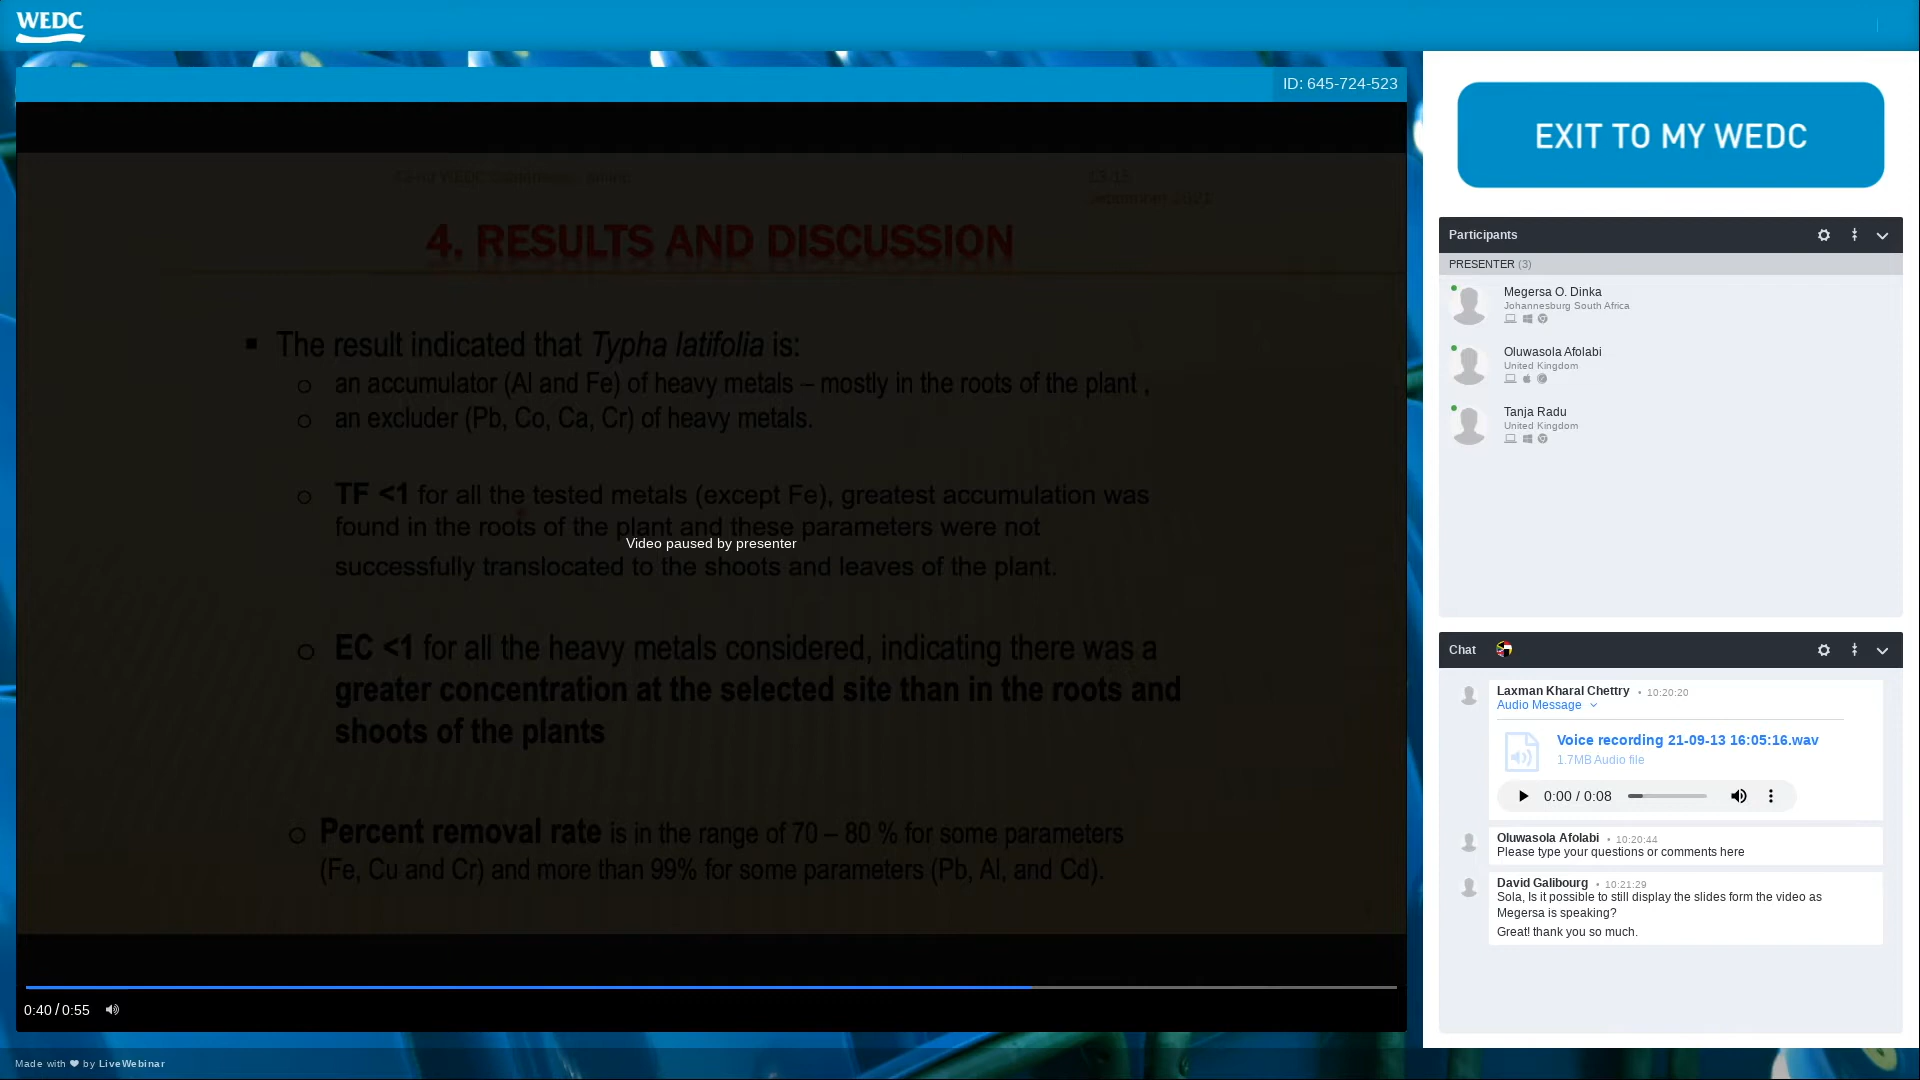 WEDC
ID: 645-724-523
EXIT TO MY WEDC
4. RESULTS AND DISCUSSION
▪ The result indicated that Typha latifolia is:
o an accumulator (Al and Fe) of heavy metals – mostly in the roots of the plant ,
o an excluder (Pb, Co, Ca, Cr) of heavy metals.
o TF <1 for all the tested metals (except Fe), greatest accumulation was
found in the roots of the plant and these parameters were not
Video paused by presenter
successfully translocated to the shoots and leaves of the plant.
o EC <1 for all the heavy metals considered, indicating there was a
greater concentration at the selected site than in the roots and
shoots of the plants
o Percent removal rate is in the range of 70 – 80 % for some parameters
(Fe, Cu and Cr) and more than 99% for some parameters (Pb, Al, and Cd).
0:40 / 0:55
Participants
PRESENTER (3)
Megersa O. Dinka
Johannesburg South Africa
Oluwasola Afolabi
United Kingdom
Tanja Radu
United Kingdom
Chat
Laxman Kharal Chettry • 10:20:20
Audio Message
Voice recording 21-09-13 16:05:16.wav
1.7MB Audio file
0:00 / 0:08
Oluwasola Afolabi • 10:20:44
Please type your questions or comments here
David Galibourg • 10:21:29
Sola, Is it possible to still display the slides form the video as
Megersa is speaking?
Great! thank you so much.
Made with ❤ by LiveWebinar